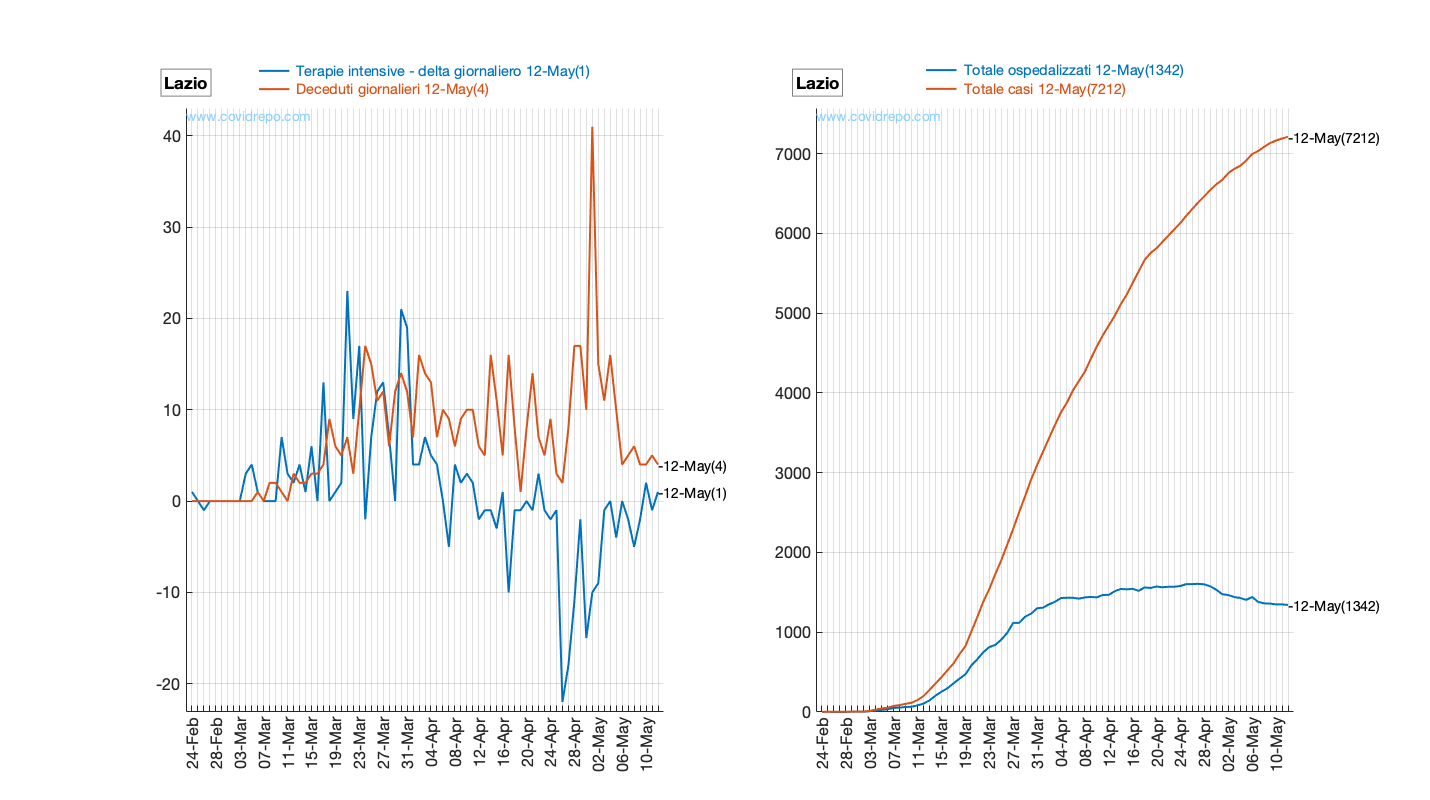 Lazio
Terapie intensive - delta giornaliero 12-May(1)
Deceduti giornalieri 12-May(4)
www.covidrepo.com
40
30
20
10
0
-10
-20
-12-May(4)
-12-May(1)
24-Feb
28-Feb
03-Mar
07-Mar
11-Mar
15-Mar
19-Mar
23-Mar
27-Mar
31-Mar
04-Apr
08-Apr
12-Apr
16-Apr
20-Apr
24-Apr
28-Apr
02-May
06-May
10-May
Lazio
Totale ospedalizzati 12-May(1342)
Totale casi 12-May(7212)
www.covidrepo.com
7000
6000
5000
4000
3000
2000
1000
0
-12-May(7212)
-12-May(1342)
24-Feb
28-Feb
03-Mar
07-Mar
11-Mar
15-Mar
19-Mar
23-Mar
27-Mar
31-Mar
04-Apr
08-Apr
12-Apr
16-Apr
20-Apr
24-Apr
28-Apr
02-May
06-May
10-May